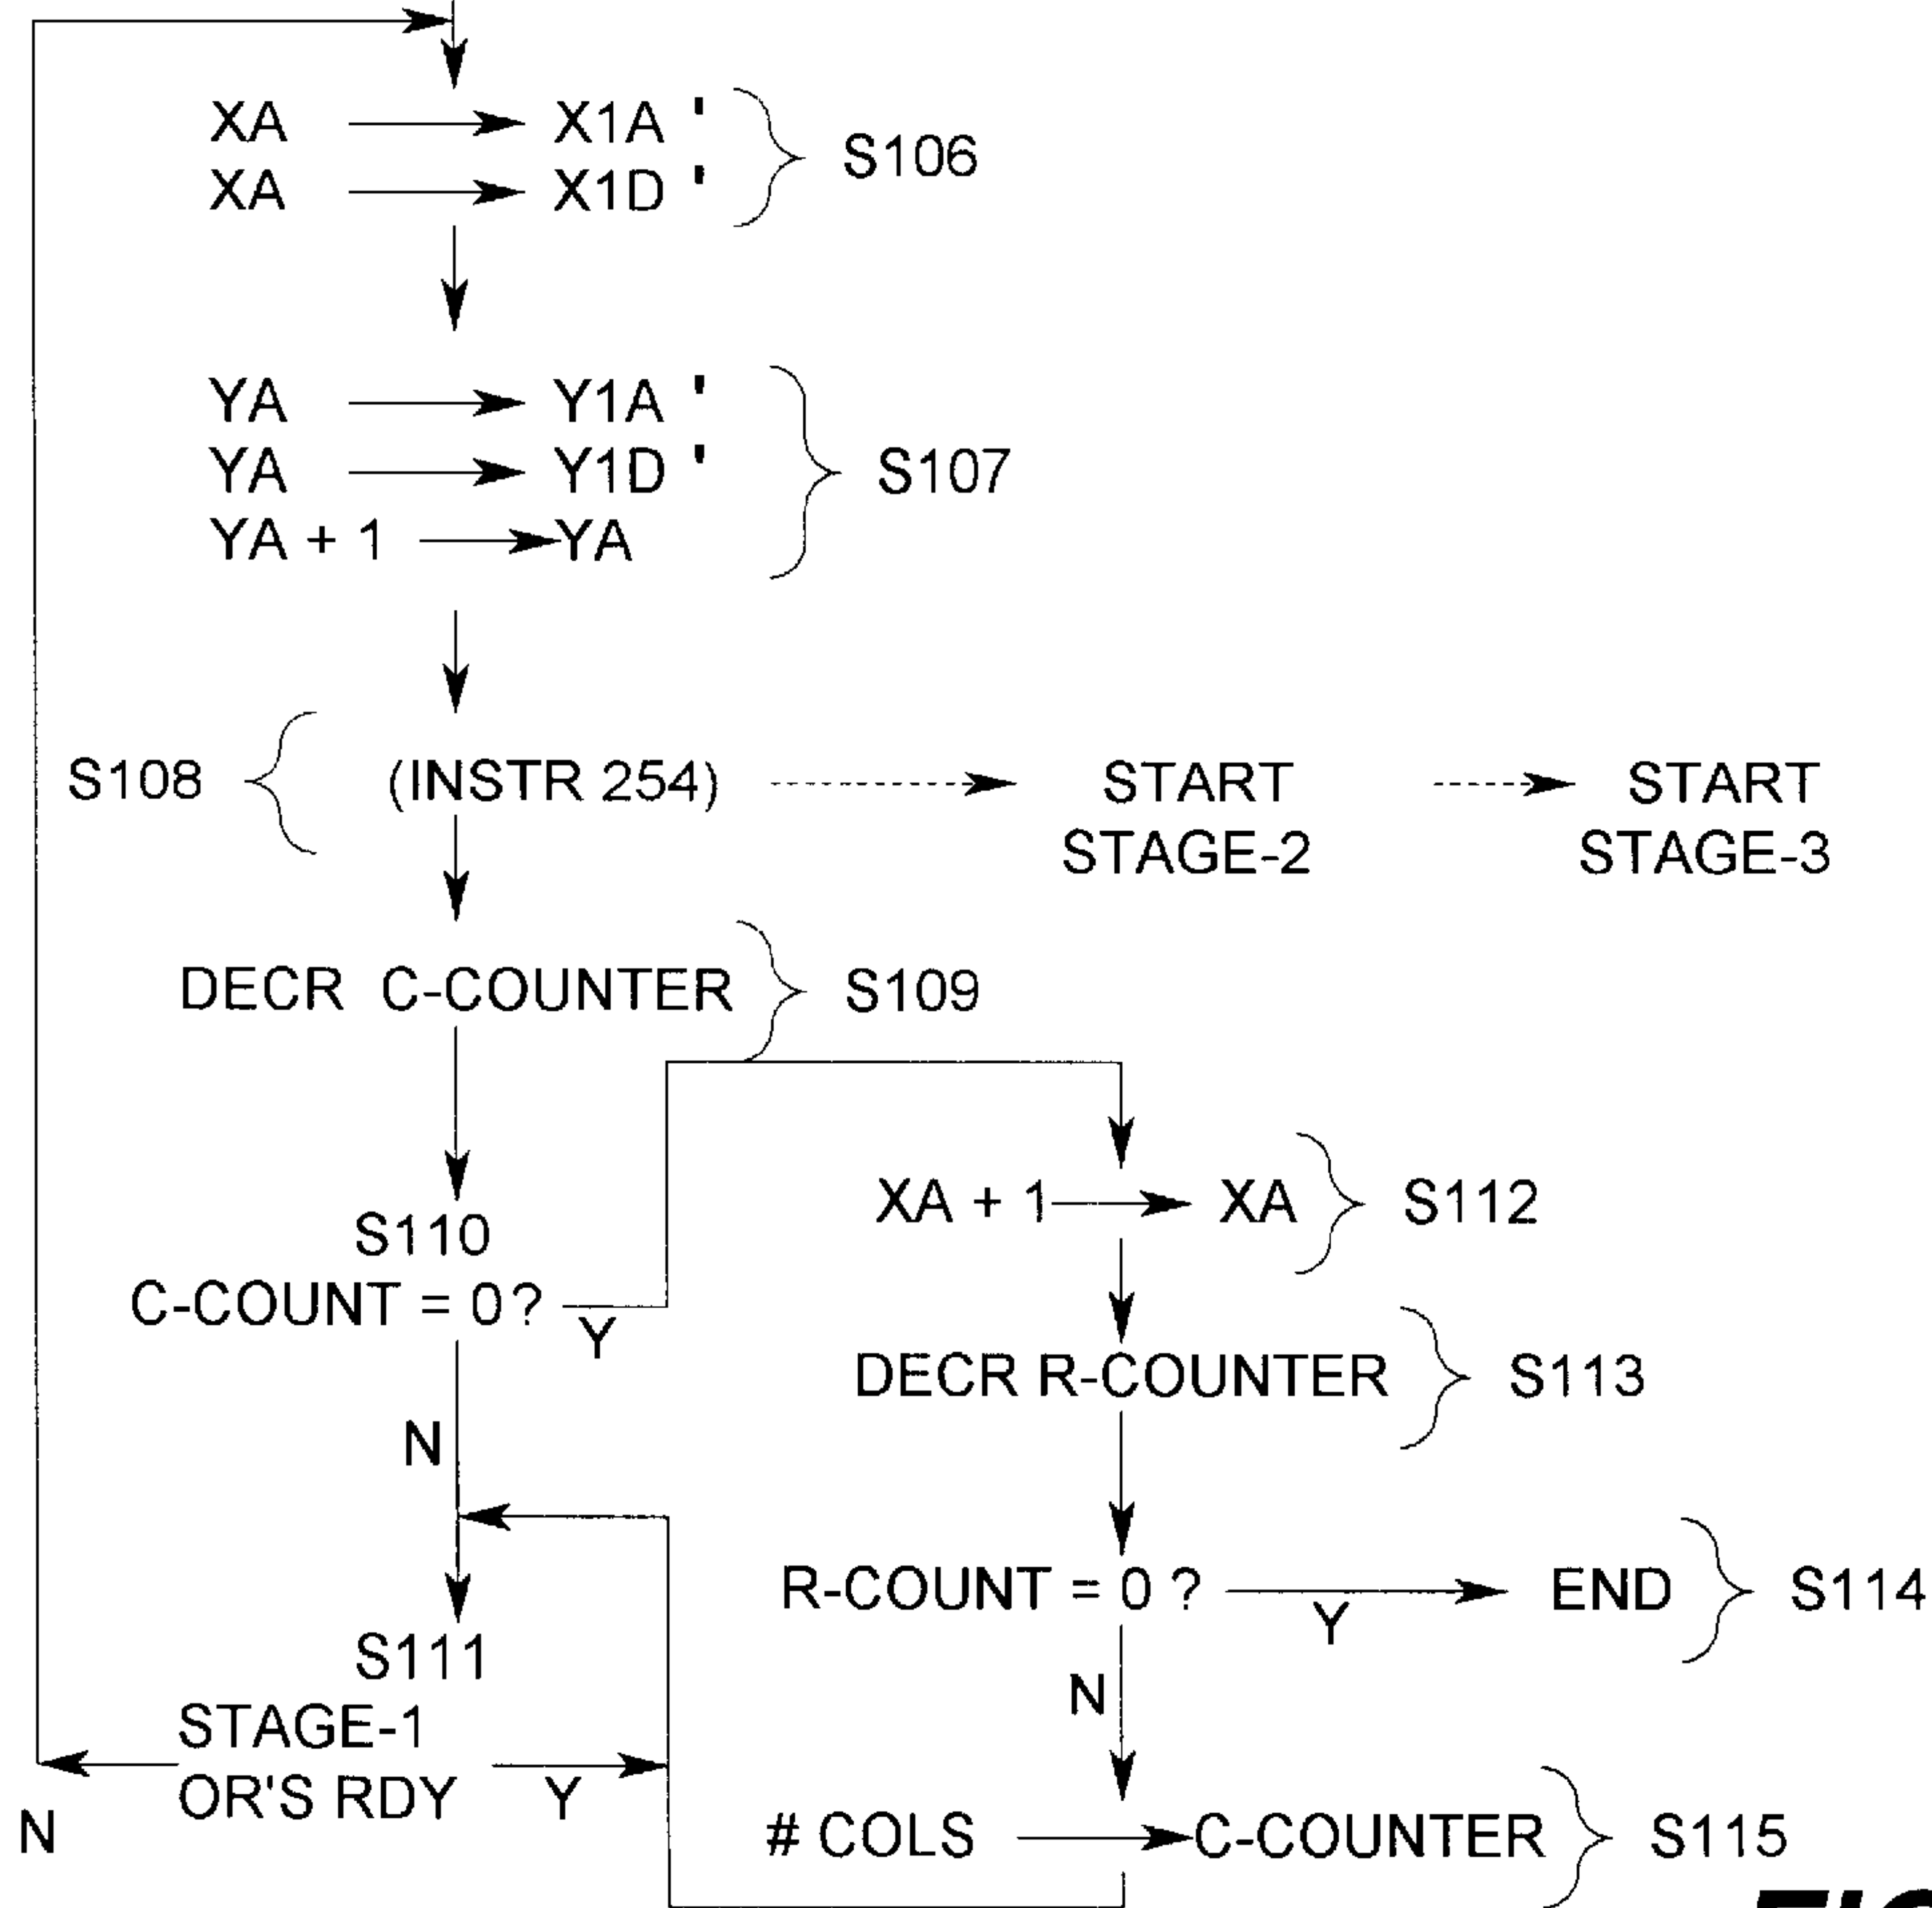 XA X1A '
XA X1D '
S106
YA Y1A '
YA Y1D '
YA + 1 YA
S107
S108
(INSTR 254)
START
STAGE-2
START
STAGE-3
DECR C-COUNTER
S109
S110
C-COUNT = 0 ?
Y
N
XA + 1 XA
S112
DECR R-COUNTER
S113
R-COUNT = 0 ?
Y
END
S114
N
S111
STAGE-1
OR'S RDY
Y
N
# COLS C-COUNTER
S115